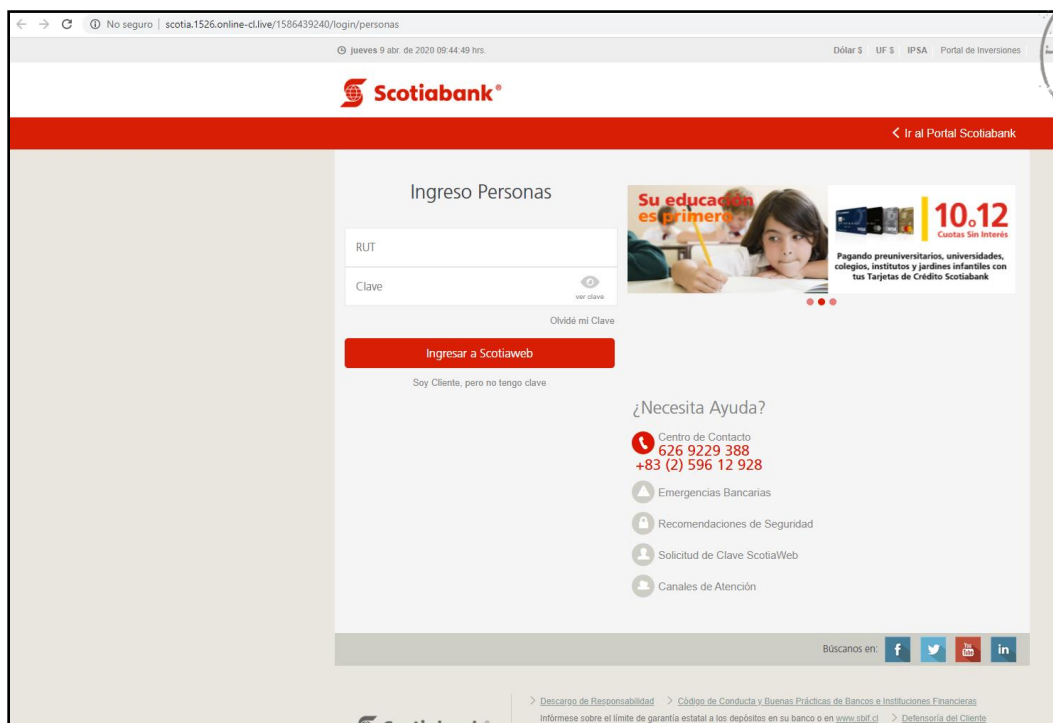 No seguro | scotia.1526.online-cl.live/1586439240/login/personas
jueves 9 abr. de 2020 09:44:49 hrs.
Dólar $ UF $ IPSA Portal de Inversiones
Scotiabank®
Ir al Portal Scotiabank
Ingreso Personas
RUT
Clave
ver clave
Olvidé mi Clave
Ingresar a Scotiaweb
Soy Cliente, pero no tengo clave
Su educación
es primero
10 o 12
Cuotas Sin Interés
Pagando preuniversitarios, universidades,
colegios, institutos y jardines infantiles con
tus Tarjetas de Crédito Scotiabank
¿Necesita Ayuda?
Centro de Contacto
626 9229 388
+83 (2) 596 12 928
Emergencias Bancarias
Recomendaciones de Seguridad
Solicitud de Clave ScotiaWeb
Canales de Atención
Búscanos en:
You Tube
Descargo de Responsabilidad
Código de Conducta y Buenas Prácticas de Bancos e Instituciones Financieras
Infórmese sobre el límite de garantía estatal a los depósitos en su banco o en www.sbif.cl
Defensoría del Cliente
Scotiabank